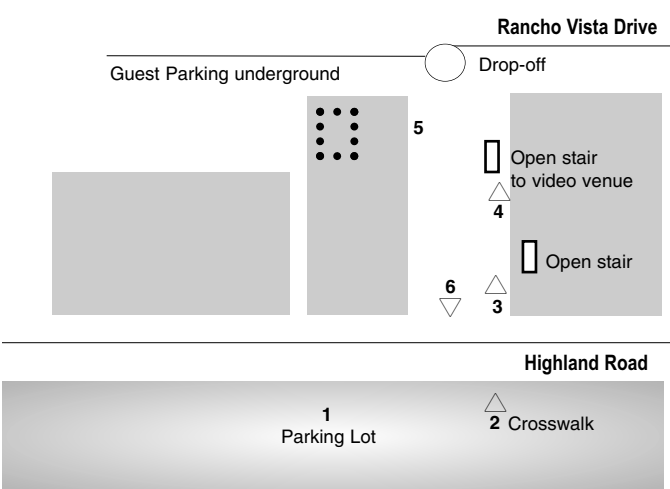 Rancho Vista Drive
Guest Parking underground
Drop-off
5
Open stair
to video venue
4
Open stair
6
3
Highland Road
1
Parking Lot
2 Crosswalk